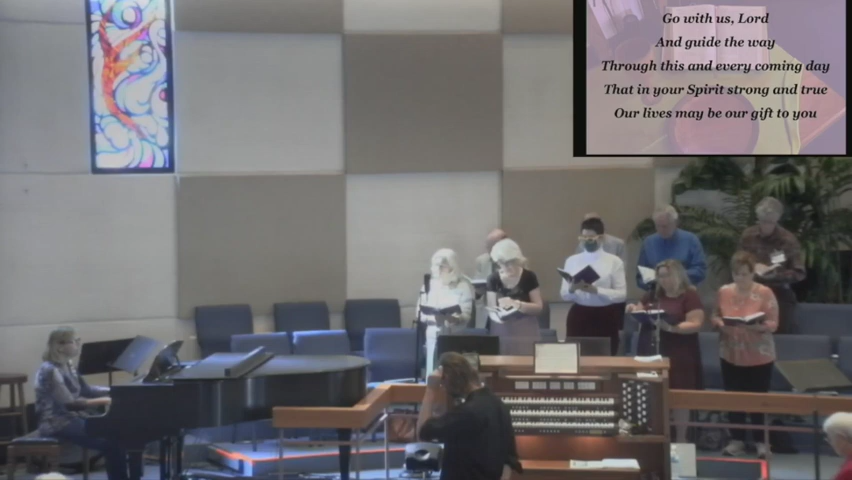 Go with us, Lord
And guide the way
Through this and every coming day
That in your Spirit strong and true
Our lives may be our gift to you